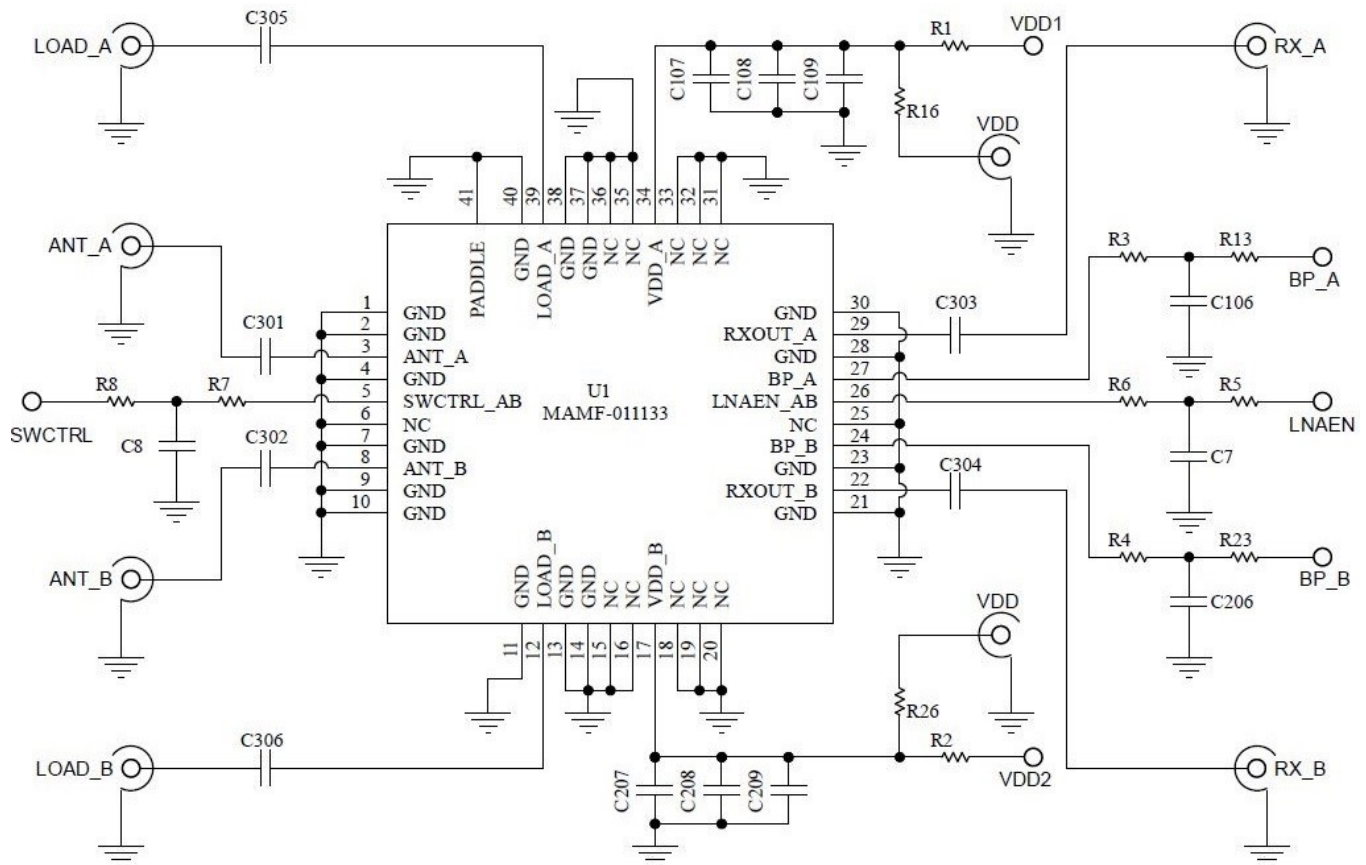 LOAD_A
C305
C107
C108
C109
R1
VDD1
R16
VDD
RX_A
ANT_A
C301
41
40
39
38
37
36
35
34
33
32
31
PADDLE
GND
LOAD_A
GND
GND
NC
NC
VDD_A
NC
NC
NC
R3
R13
BP_A
C106
1
GND
2
GND
3
ANT_A
4
GND
5
SWCTRL_AB
6
NC
7
GND
8
ANT_B
9
GND
10
GND
U1
MAMF-011133
GND
30
RXOUT_A
29
GND
28
BP_A
27
LNAEN_AB
26
NC
25
BP_B
24
GND
23
RXOUT_B
22
GND
21
C303
R6
R5
LNAEN
C7
C304
R4
R23
BP_B
C206
SWCTRL
R8
R7
C8
C302
ANT_B
GND
LOAD_B
GND
GND
NC
NC
VDD_B
NC
NC
NC
11
12
13
14
15
16
17
18
19
20
VDD
R26
R2
VDD2
C207
C208
C209
LOAD_B
C306
RX_B